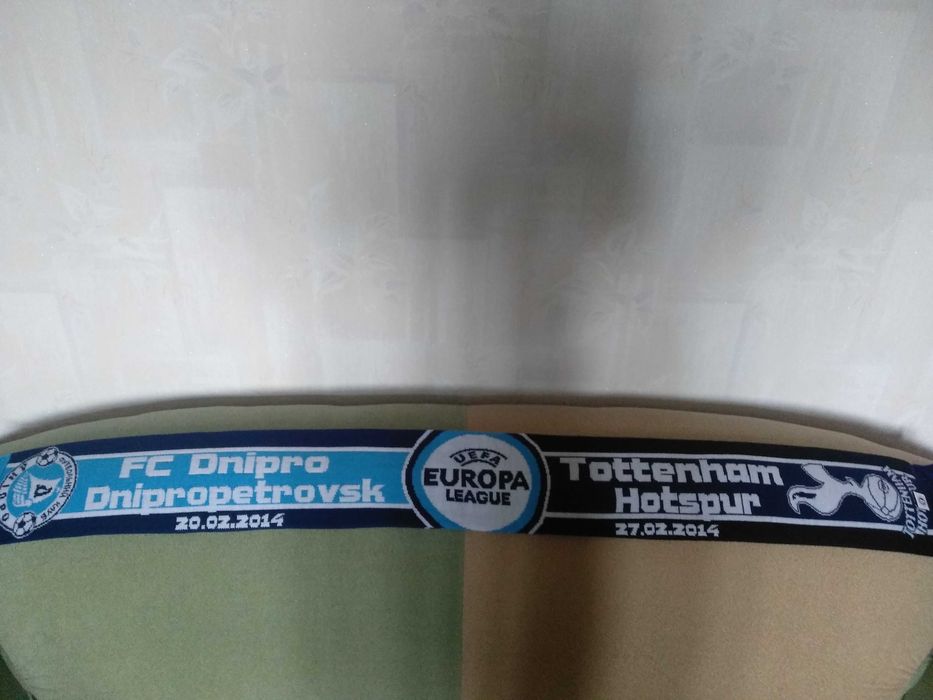 FC Dnipro
Dnipropetrovsk
20.02.2014
UEFA
EUROPA
LEAGUE
Tottenham
Hotspur
27.02.2014